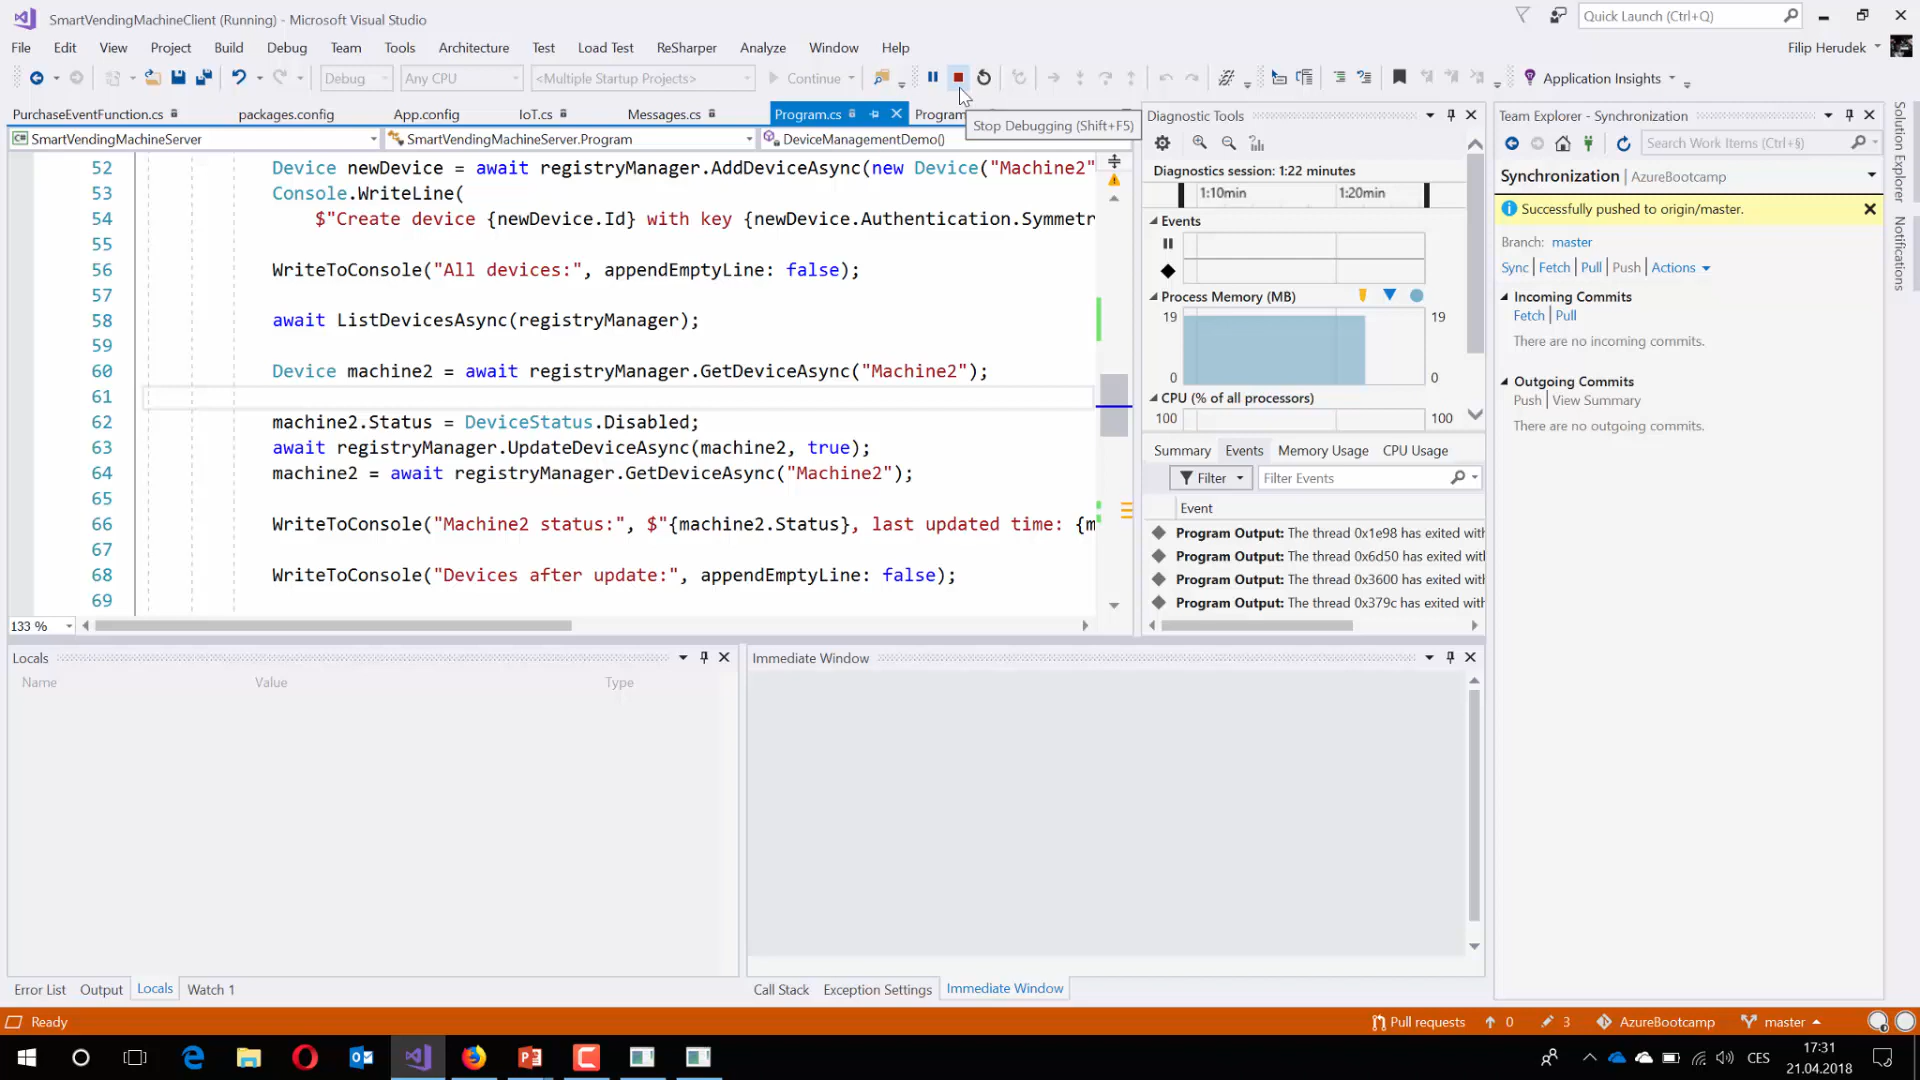 SmartVendingMachineClient (Running) - Microsoft Visual Studio
Quick Launch (Ctrl+Q)
File Edit View Project Build Debug Team Tools Architecture Test Load Test ReSharper Analyze Window Help
Filip Herudek
Debug Any CPU <Multiple Startup Projects> Continue Application Insights
PurchaseEventFunction.cs packages.config App.config IoT.cs Messages.cs Program.cs Program
Stop Debugging (Shift+F5)
SmartVendingMachineServer SmartVendingMachineServer.Program DeviceManagementDemo()
52 Device newDevice = await registryManager.AddDeviceAsync(new Device("Machine2"
53 Console.WriteLine(
54 $"Create device {newDevice.Id} with key {newDevice.Authentication.Symmetr
55
56 WriteToConsole("All devices:", appendEmptyLine: false);
57
58 await ListDevicesAsync(registryManager);
59
60 Device machine2 = await registryManager.GetDeviceAsync("Machine2");
61
62 machine2.Status = DeviceStatus.Disabled;
63 await registryManager.UpdateDeviceAsync(machine2, true);
64 machine2 = await registryManager.GetDeviceAsync("Machine2");
65
66 WriteToConsole("Machine2 status:", $"{machine2.Status}, last updated time: {m
67
68 WriteToConsole("Devices after update:", appendEmptyLine: false);
69
133 %
Diagnostic Tools
Diagnostics session: 1:22 minutes
1:10min 1:20min
Events
Process Memory (MB)
19 19
0 0
CPU (% of all processors)
100 100
Summary Events Memory Usage CPU Usage
Filter Filter Events
Event
Program Output: The thread 0x1e98 has exited with
Program Output: The thread 0x6d50 has exited with
Program Output: The thread 0x3600 has exited with
Program Output: The thread 0x379c has exited with
Team Explorer - Synchronization
Search Work Items (Ctrl+§)
Synchronization | AzureBootcamp
Successfully pushed to origin/master.
Branch: master
Sync Fetch Pull Push Actions
Incoming Commits
Fetch Pull
There are no incoming commits.
Outgoing Commits
Push View Summary
There are no outgoing commits.
Solution Explorer
Notifications
Locals
Name Value Type
Immediate Window
Error List Output Locals Watch 1
Call Stack Exception Settings Immediate Window
Ready
Pull requests 0 3 AzureBootcamp master
CES
17:31
21.04.2018